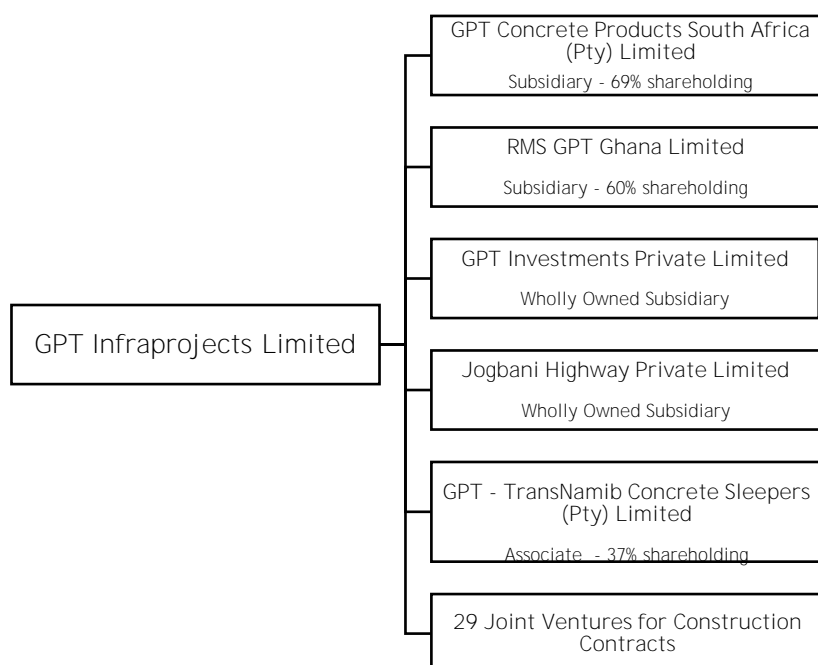 GPT Concrete Products South Africa
(Pty) Limited
Subsidiary - 69% shareholding
RMS GPT Ghana Limited
Subsidiary - 60% shareholding
GPT Investments Private Limited
Wholly Owned Subsidiary
GPT Infraprojects Limited
Jogbani Highway Private Limited
Wholly Owned Subsidiary
GPT - TransNamib Concrete Sleepers
(Pty) Limited
Associate - 37% shareholding
29 Joint Ventures for Construction
Contracts